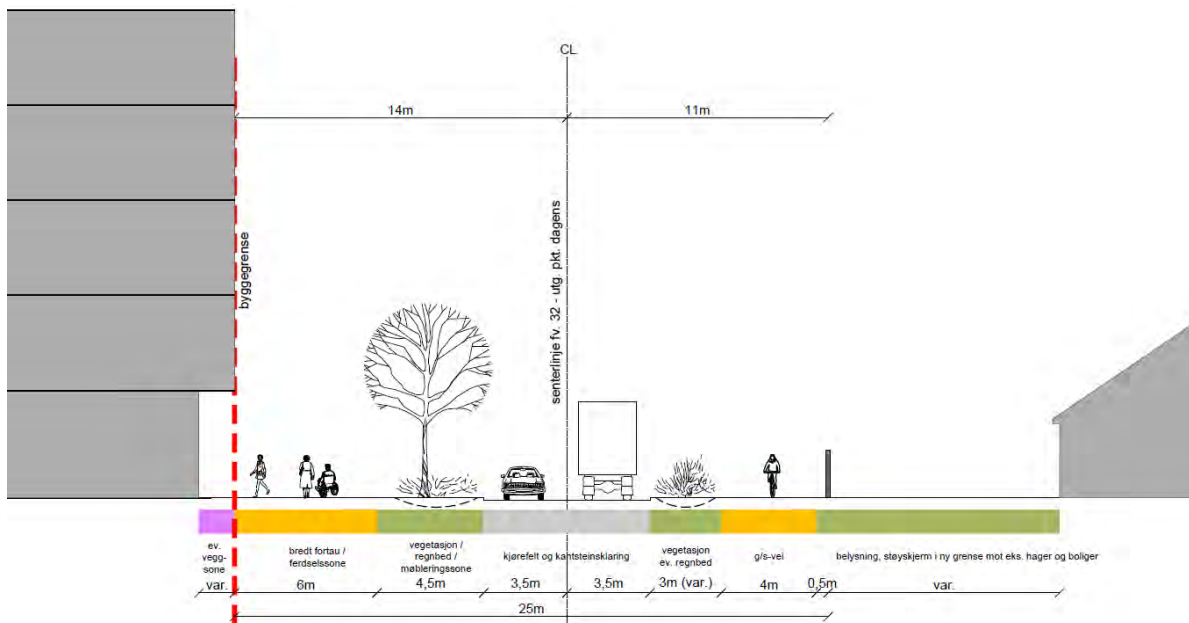 CL
14m
11m
byggegrense
senterlinje fv. 32 - utg. pkt. dagens
ev.
vegg-
sone
bredt fortau /
ferdselssone
vegetasjon /
regnbed /
møbleringssone
kjørefelt og kantsteinsklaring
vegetasjon
ev. regnbed
g/s-vei
belysning, støyskjerm i ny grense mot eks. hager og boliger
var.
6m
4,5m
3,5m
3,5m
3m (var.)
4m
0,5m
var.
25m